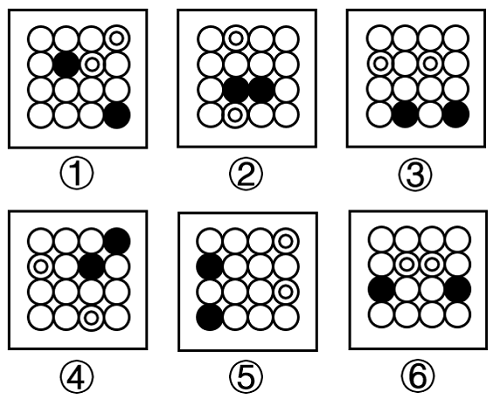 ① ② ③
④ ⑤ ⑥